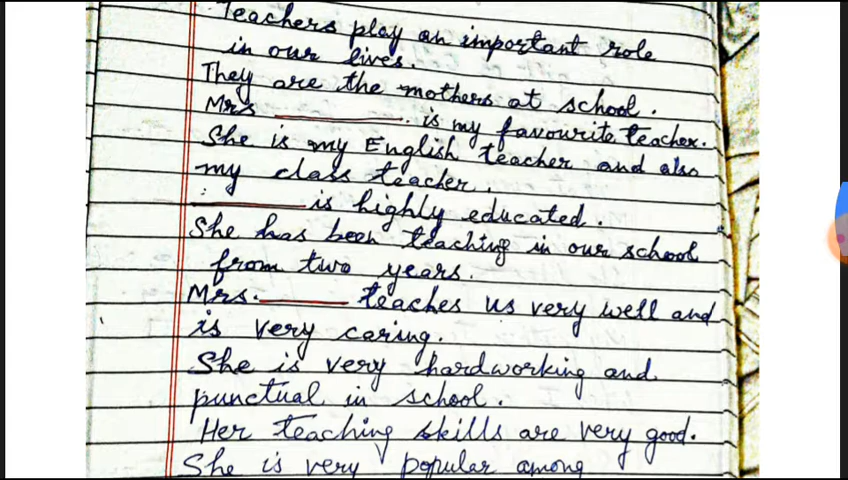 Teachers play an important role
in our lives.
They are the mothers at school.
Mrs ________. is my favourite teacher.
She is my English teacher and also
my class teacher.
________ is highly educated.
She has been teaching in our school
from two years.
Mrs. ________ teaches us very well and
is very caring.
She is very hardworking and
punctual in school.
Her teaching skills are very good.
She is very popular among